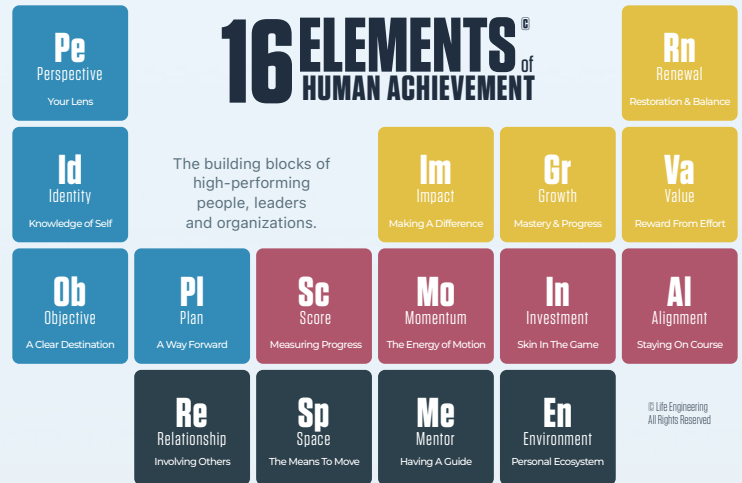 Pe
Perspective
Your Lens
16 ELEMENTS ©
of
HUMAN ACHIEVEMENT
Rn
Renewal
Restoration & Balance
Id
Identity
Knowledge of Self
The building blocks of
high-performing
people, leaders
and organizations.
Im
Impact
Making A Difference
Gr
Growth
Mastery & Progress
Va
Value
Reward From Effort
Ob
Objective
A Clear Destination
Pl
Plan
A Way Forward
Sc
Score
Measuring Progress
Mo
Momentum
The Energy of Motion
In
Investment
Skin In The Game
Al
Alignment
Staying On Course
Re
Relationship
Involving Others
Sp
Space
The Means To Move
Me
Mentor
Having A Guide
En
Environment
Personal Ecosystem
© Life Engineering
All Rights Reserved